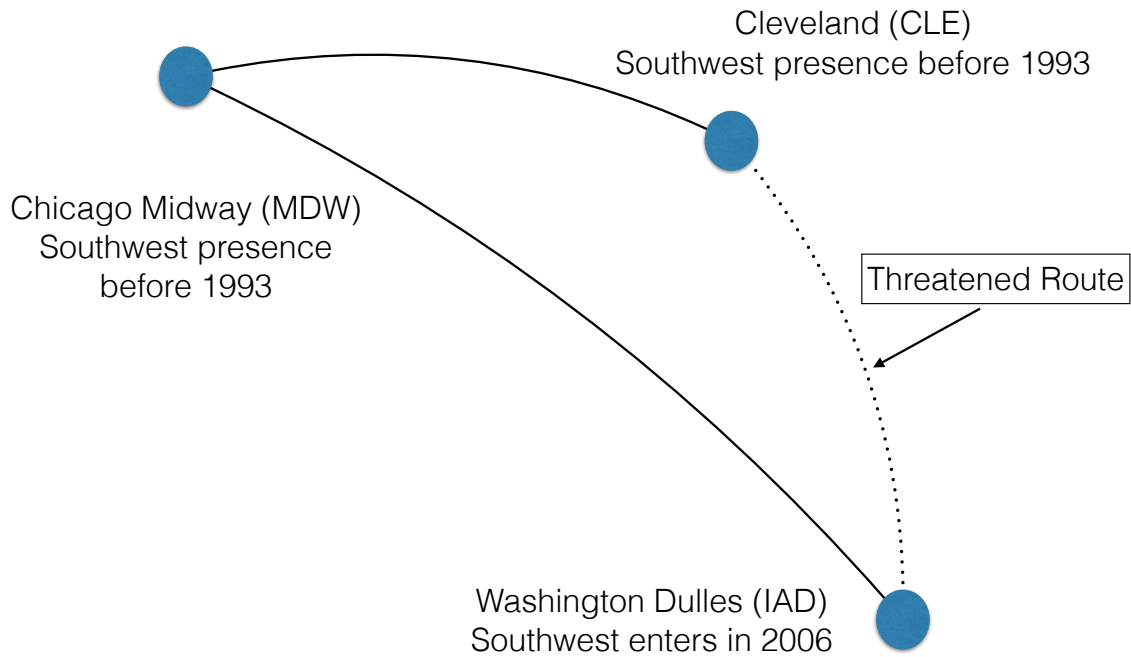 Cleveland (CLE)
Southwest presence before 1993
Chicago Midway (MDW)
Southwest presence
before 1993
Threatened Route
Washington Dulles (IAD)
Southwest enters in 2006